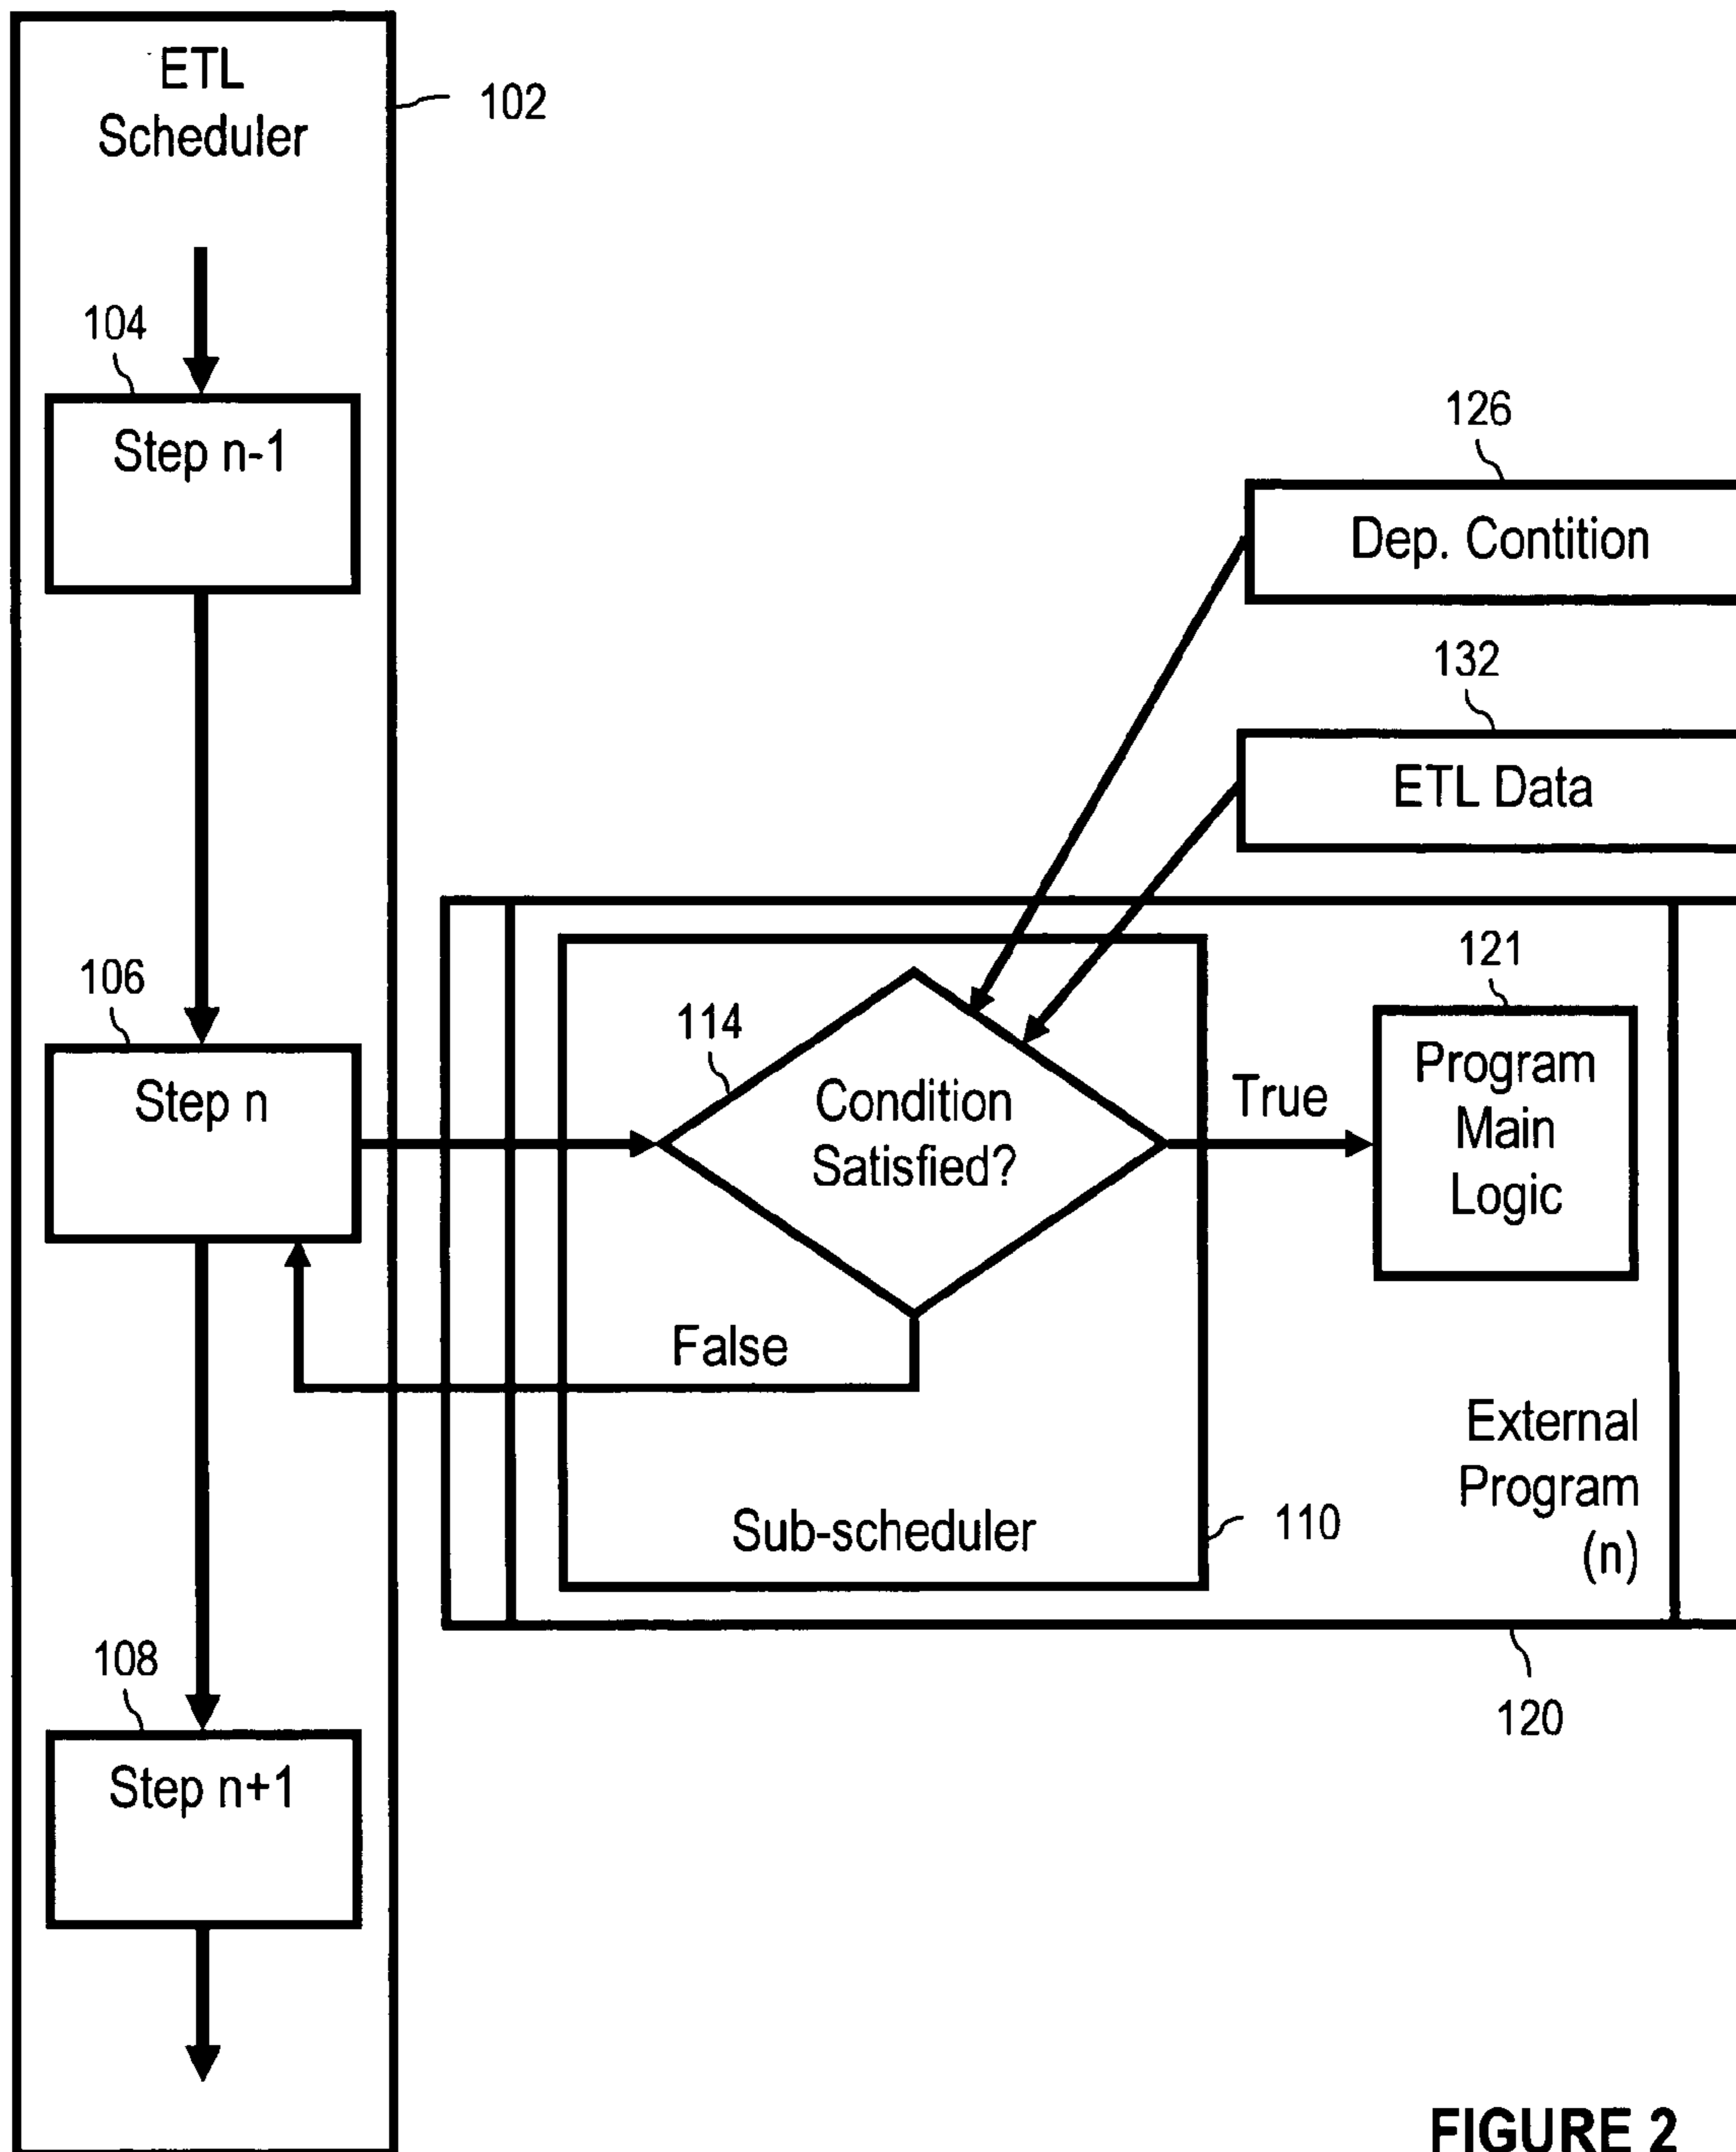 ETL
Scheduler
102
104
Step n-1
126
Dep. Contition
132
ETL Data
106
Step n
114
Condition
Satisfied?
True
121
Program
Main
Logic
False
External
Program
(n)
Sub-scheduler
110
120
108
Step n+1
FIGURE 2